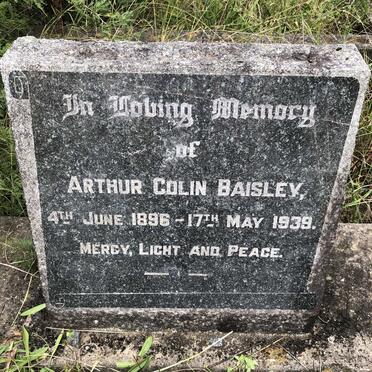 In Loving Memory
of
ARTHUR COLIN BAISLEY,
4TH JUNE 1896 - 17TH MAY 1939.
MERCY, LIGHT AND PEACE.